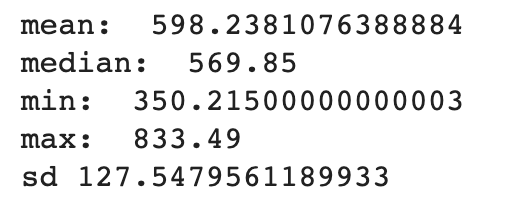 mean:  598.2381076388884
median:  569.85
min:  350.21500000000003
max:  833.49
sd 127.5479561189933